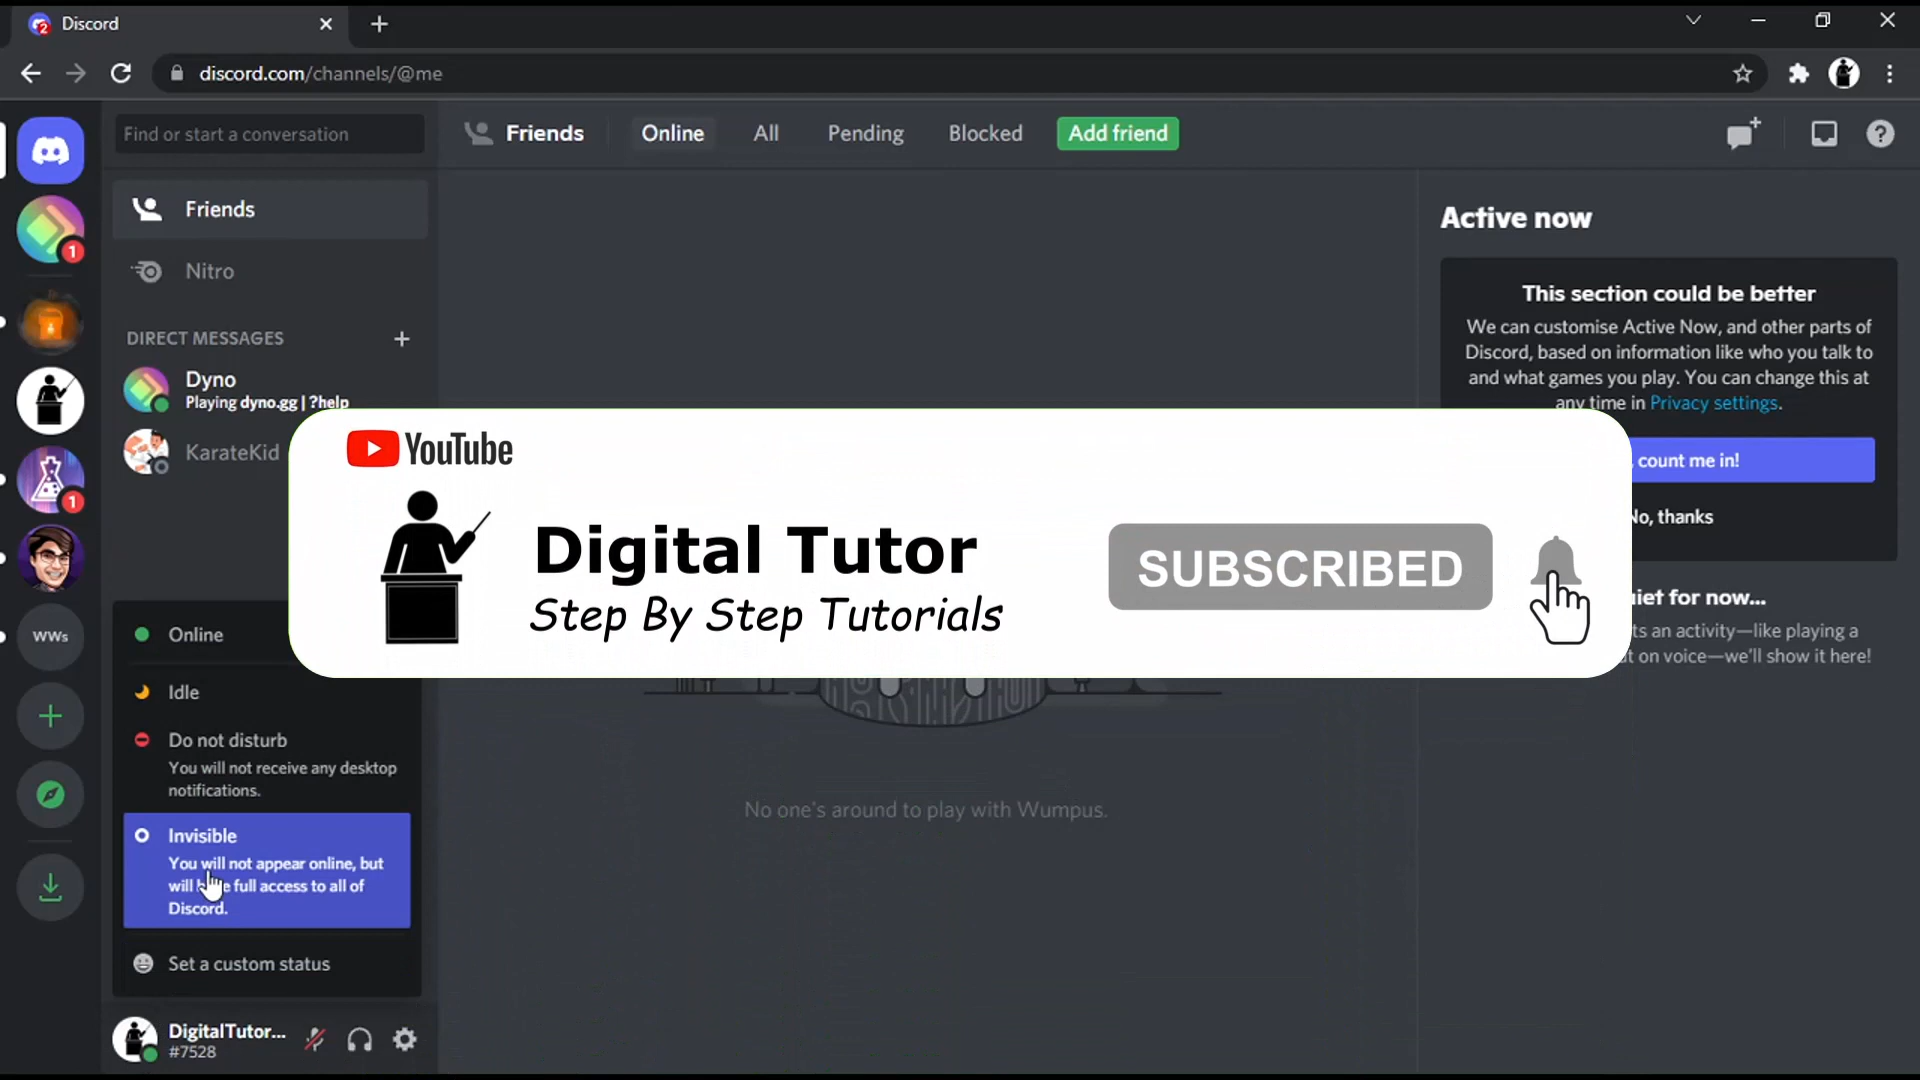 Discord
discord.com/channels/@me
Find or start a conversation
Friends
Online
All
Pending
Blocked
Add friend
Friends
Nitro
DIRECT MESSAGES
Dyno
Playing dyno.gg | ?help
KarateKid
1
1
WWs
Online
Idle
Do not disturb
You will not receive any desktop
notifications.
Invisible
You will not appear online, but
will full access to all of
Discord.
Set a custom status
DigitalTutor...
#7528
YouTube
Digital Tutor
Step By Step Tutorials
SUBSCRIBED
No one's around to play with Wumpus.
Active now
This section could be better
We can customise Active Now, and other parts of
Discord, based on information like who you talk to
and what games you play. You can change this at
any time in Privacy settings.
, count me in!
No, thanks
for now...
an activity—like playing a
on voice—we'll show it here!